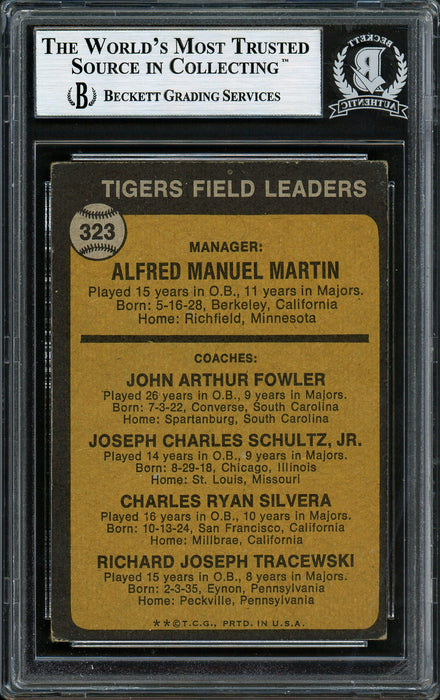 THE WORLD'S MOST TRUSTED
SOURCE IN COLLECTING™
B BECKETT GRADING SERVICES
BECKETT
B
AUTHENTIC
TIGERS FIELD LEADERS
323
MANAGER:
ALFRED MANUEL MARTIN
Played 15 years in O.B., 11 years in Majors.
Born: 5-16-28, Berkeley, California
Home: Richfield, Minnesota
COACHES:
JOHN ARTHUR FOWLER
Played 26 years in O.B., 9 years in Majors.
Born: 7-3-22, Converse, South Carolina
Home: Spartanburg, South Carolina
JOSEPH CHARLES SCHULTZ, JR.
Played 14 years in O.B., 9 years in Majors.
Born: 8-29-18, Chicago, Illinois
Home: St. Louis, Missouri
CHARLES RYAN SILVERA
Played 16 years in O.B., 10 years in Majors.
Born: 10-13-24, San Francisco, California
Home: Millbrae, California
RICHARD JOSEPH TRACEWSKI
Played 15 years in O.B., 8 years in Majors.
Born: 2-3-35, Eynon, Pennsylvania
Home: Peckville, Pennsylvania
**©T.C.G., PRTD. IN U.S.A.